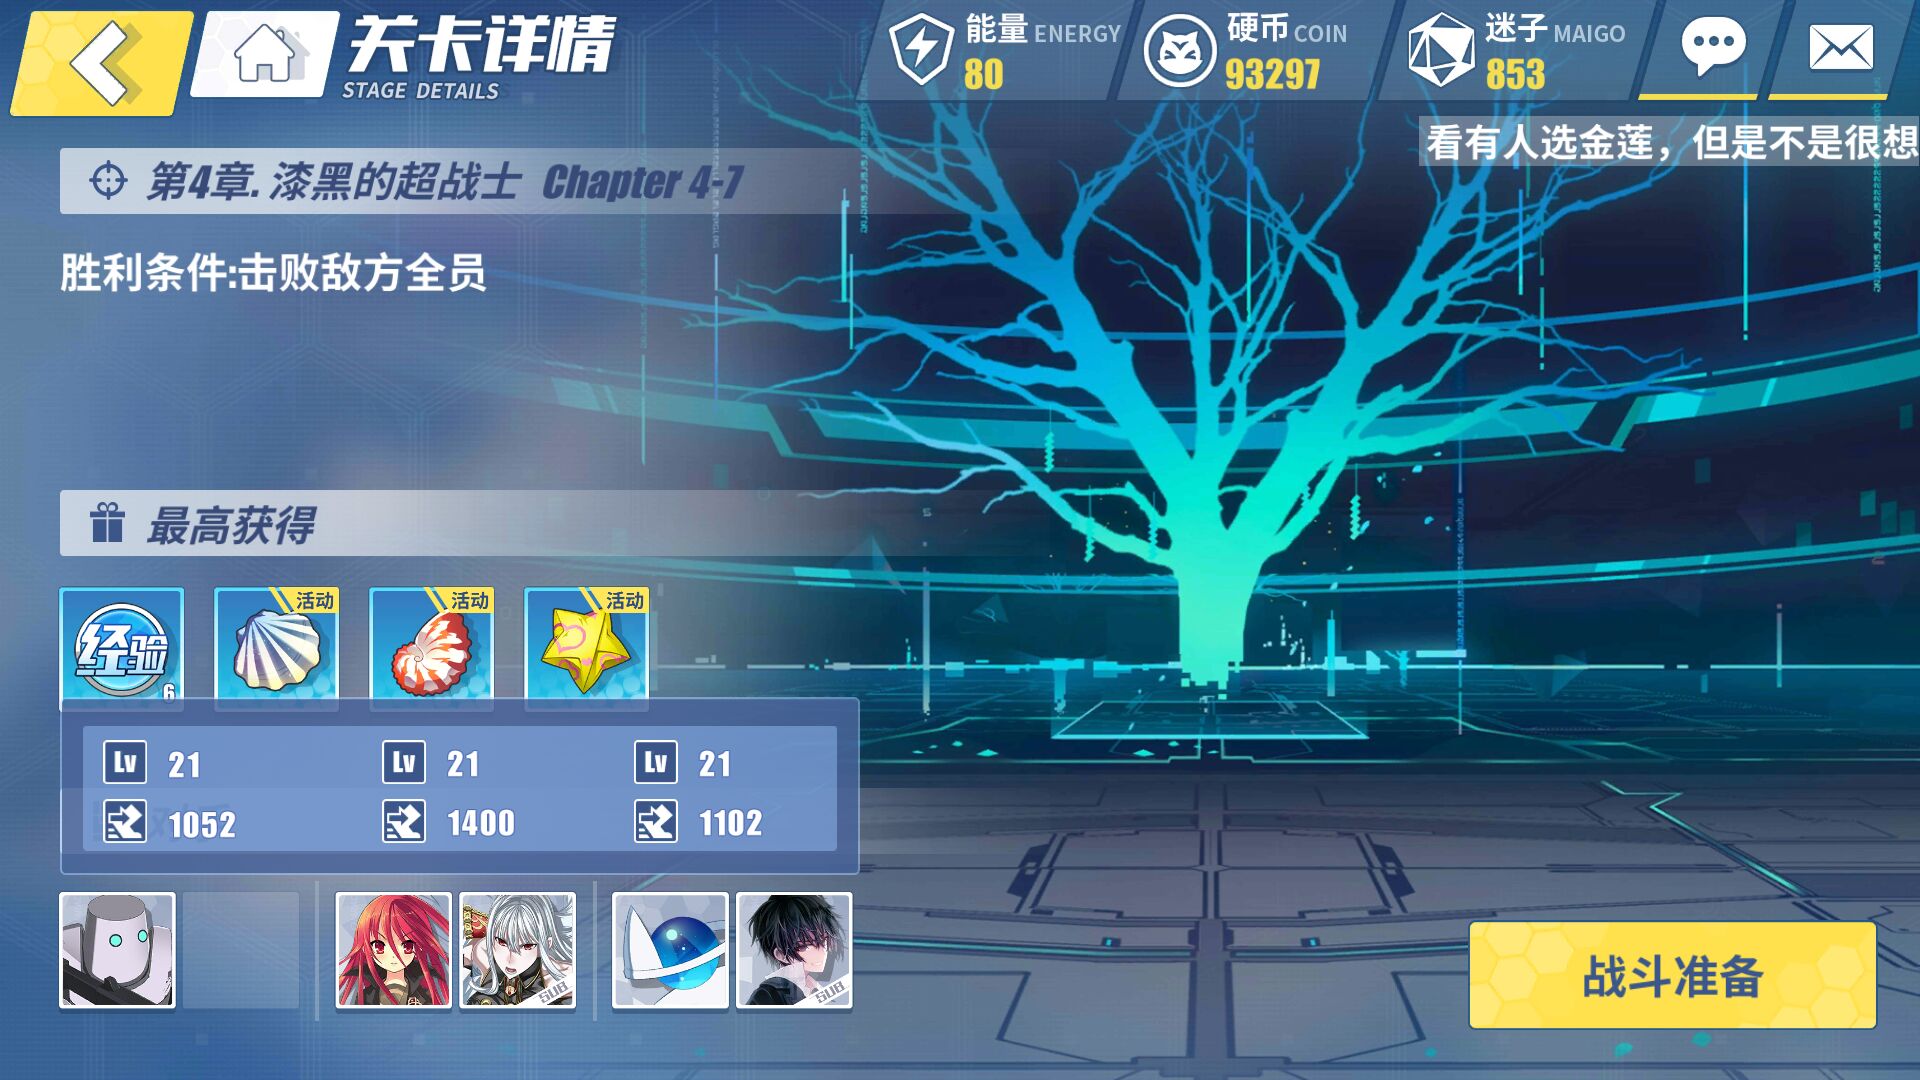 关卡详情
STAGE DETAILS
能量 ENERGY
80
硬币 COIN
93297
迷子 MAIGO
853
看有人选金莲，但是不是很想
第4章. 漆黑的超战士 Chapter 4-7
胜利条件:击败敌方全员
最高获得
经验
6
活动
活动
活动
Lv 21
Lv 21
Lv 21
1052
1400
1102
SUB
SUB
战斗准备